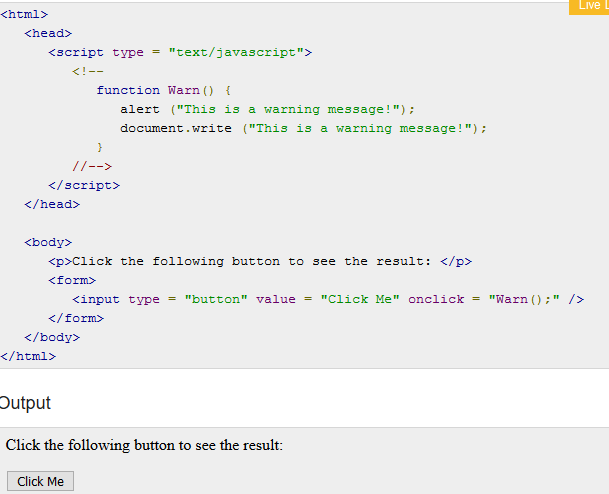 Live
<html>
<head>
<script type = "text/javascript">
<!--
function Warn() {
alert ("This is a warning message!");
document.write ("This is a warning message!");
}
//-->
</script>
</head>
<body>
<p>Click the following button to see the result: </p>
<form>
<input type = "button" value = "Click Me" onclick = "Warn();" />
</form>
</body>
</html>
Output
Click the following button to see the result:
Click Me